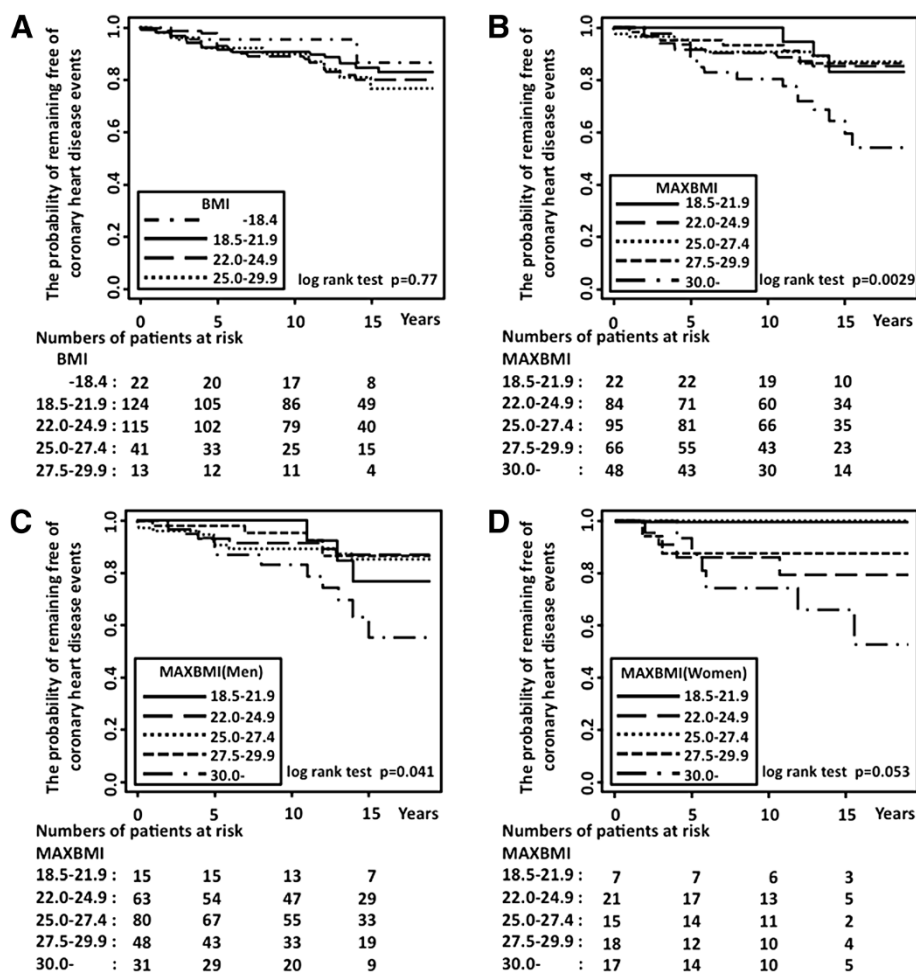 A
The probability of remaining free of
coronary heart disease events
1.0
0.8
0.6
0.4
0.2
0.0
BMI
-18.4
18.5-21.9
22.0-24.9
25.0-29.9
log rank test p=0.77
0 5 10 15 Years
Numbers of patients at risk
BMI
-18.4 : 22 20 17 8
18.5-21.9 : 124 105 86 49
22.0-24.9 : 115 102 79 40
25.0-27.4 : 41 33 25 15
27.5-29.9 : 13 12 11 4
B
The probability of remaining free of
coronary heart disease events
1.0
0.8
0.6
0.4
0.2
0.0
MAXBMI
18.5-21.9
22.0-24.9
25.0-27.4
27.5-29.9
30.0-
log rank test p=0.0029
0 5 10 15 Years
Numbers of patients at risk
MAXBMI
18.5-21.9 : 22 22 19 10
22.0-24.9 : 84 71 60 34
25.0-27.4 : 95 81 66 35
27.5-29.9 : 66 55 43 23
30.0- : 48 43 30 14
C
The probability of remaining free of
coronary heart disease events
1.0
0.8
0.6
0.4
0.2
0.0
MAXBMI(Men)
18.5-21.9
22.0-24.9
25.0-27.4
27.5-29.9
30.0-
log rank test p=0.041
0 5 10 15 Years
Numbers of patients at risk
MAXBMI
18.5-21.9 : 15 15 13 7
22.0-24.9 : 63 54 47 29
25.0-27.4 : 80 67 55 33
27.5-29.9 : 48 43 33 19
30.0- : 31 29 20 9
D
The probability of remaining free of
coronary heart disease events
1.0
0.8
0.6
0.4
0.2
0.0
MAXBMI(Women)
18.5-21.9
22.0-24.9
25.0-27.4
27.5-29.9
30.0-
log rank test p=0.053
0 5 10 15 Years
Numbers of patients at risk
MAXBMI
18.5-21.9 : 7 7 6 3
22.0-24.9 : 21 17 13 5
25.0-27.4 : 15 14 11 2
27.5-29.9 : 18 12 10 4
30.0- : 17 14 10 5